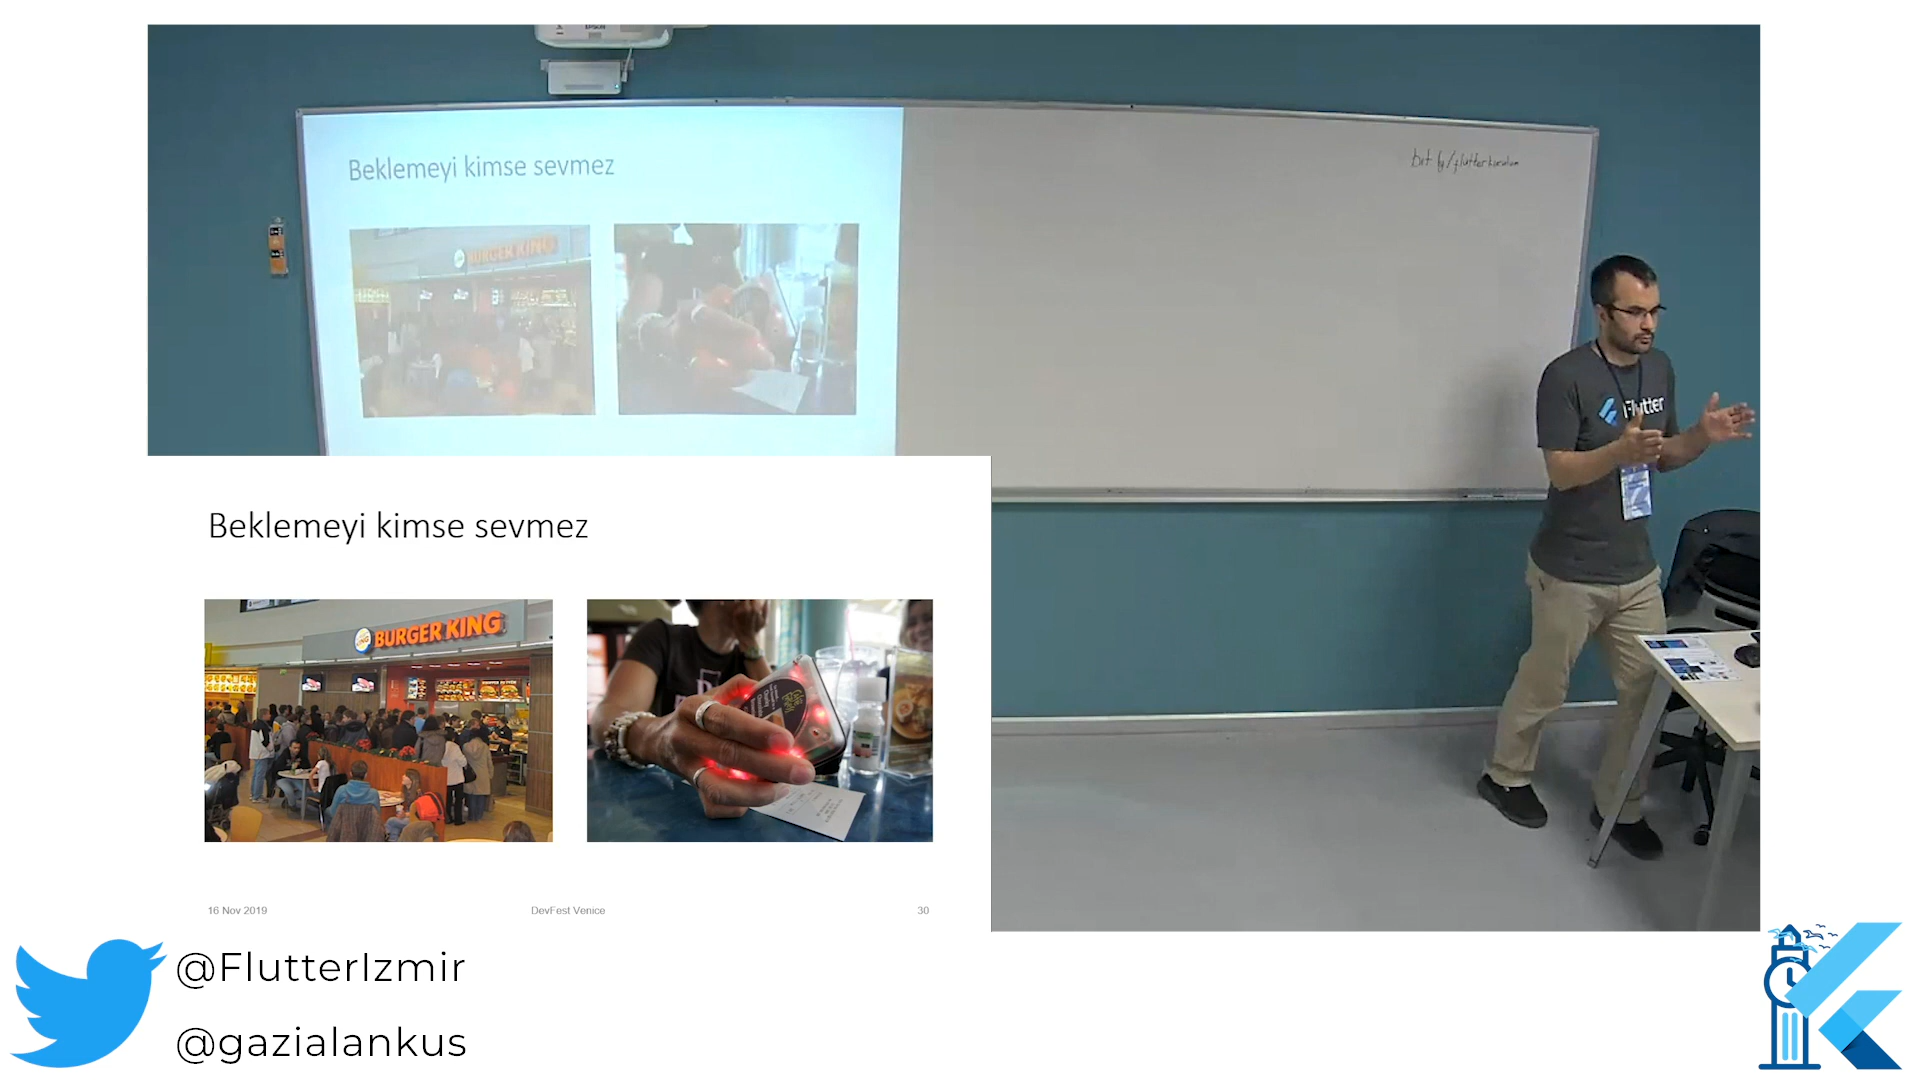 EPSON
Beklemeyi kimse sevmez
BURGER KING
Flutter
Beklemeyi kimse sevmez
BURGER KING
16 Nov 2019
DevFest Venice
30
@FlutterIzmir
@gazialankus